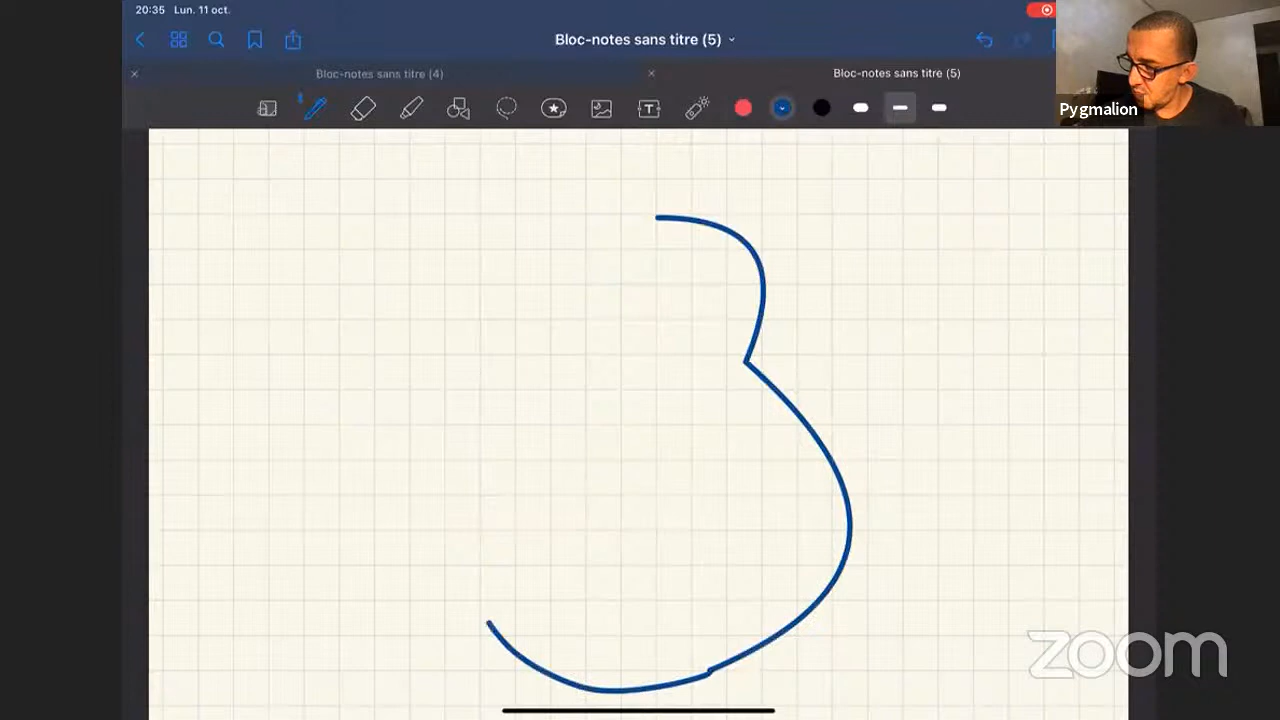 20:35 Lun. 11 oct.
Bloc-notes sans titre (5)
Bloc-notes sans titre (4)
Bloc-notes sans titre (5)
T
Pygmalion
zoom